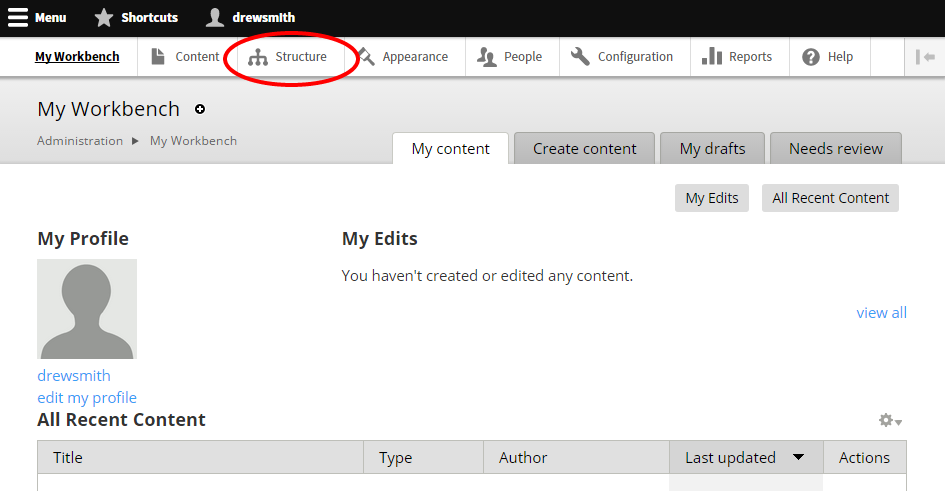 Menu Shortcuts drewsmIth
My Workbench Content Structure Appearance People Configuration Reports Help
My Workbench
Administration My Workbench
My content Create content My drafts Needs review
My Edits All Recent Content
My Profile My Edits
You haven't created or edited any content.
view all
drewsmith
edit my profile
All Recent Content
Title Type Author Last updated Actions